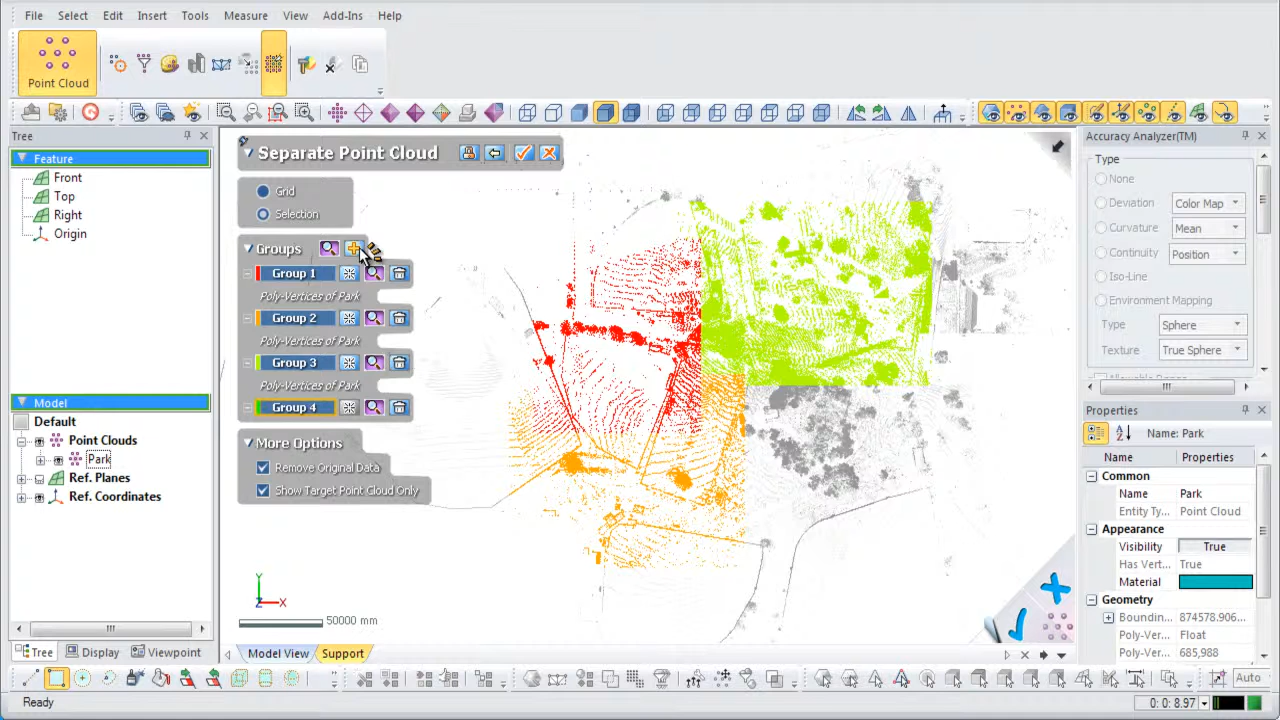 File Select Edit Insert Tools Measure View Add-Ins Help
Point Cloud
Tree
Feature
Front
Top
Right
Origin
Model
Default
Point Clouds
Park
Ref. Planes
Ref. Coordinates
Tree Display Viewpoint
Separate Point Cloud
Grid
Selection
Groups
Group 1
Poly-Vertices of Park
Group 2
Poly-Vertices of Park
Group 3
Poly-Vertices of Park
Group 4
More Options
Remove Original Data
Show Target Point Cloud Only
Y
Z X
50000 mm
Model View Support
Accuracy Analyzer(TM)
Type
None
Deviation Color Map
Curvature Mean
Continuity Position
Iso-Line
Environment Mapping
Type Sphere
Texture True Sphere
Properties
Name: Park
Name Properties
Common
Name Park
Entity Ty... Point Cloud
Appearance
Visibility True
Has Vert... True
Material
Geometry
Boundin... 874578.906...
Poly-Ver... Float
Poly-Ver... 685,988
Auto
Ready
0: 0: 8.97